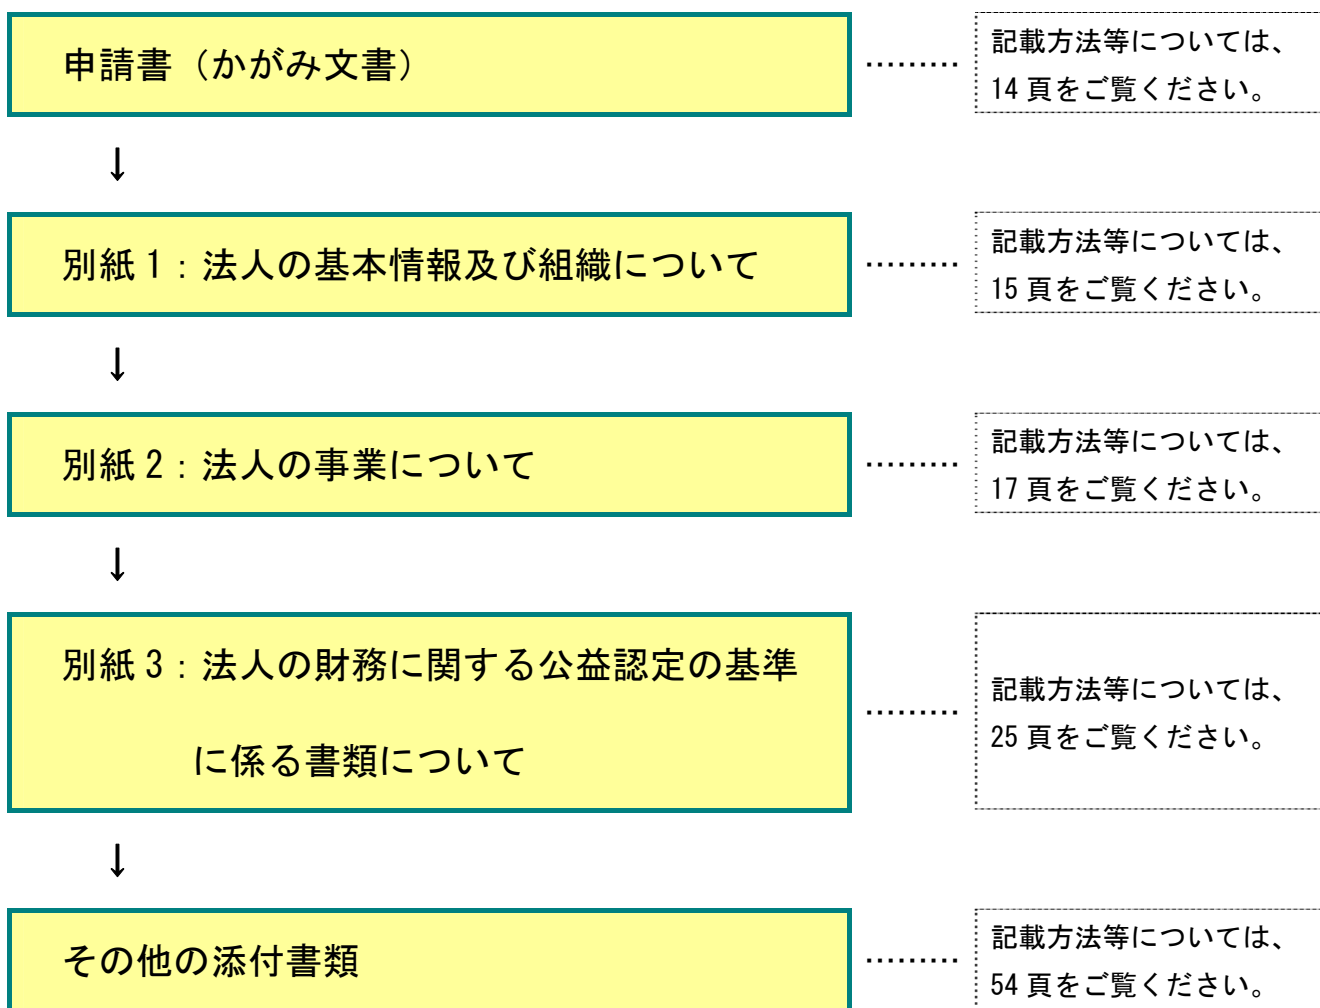 申請書（かがみ文書）
………
記載方法等については、
14 頁をご覧ください。
↓
別紙１：法人の基本情報及び組織について
………
記載方法等については、
15 頁をご覧ください。
↓
別紙２：法人の事業について
………
記載方法等については、
17 頁をご覧ください。
↓
別紙３：法人の財務に関する公益認定の基準
に係る書類について
………
記載方法等については、
25 頁をご覧ください。
↓
その他の添付書類
………
記載方法等については、
54 頁をご覧ください。